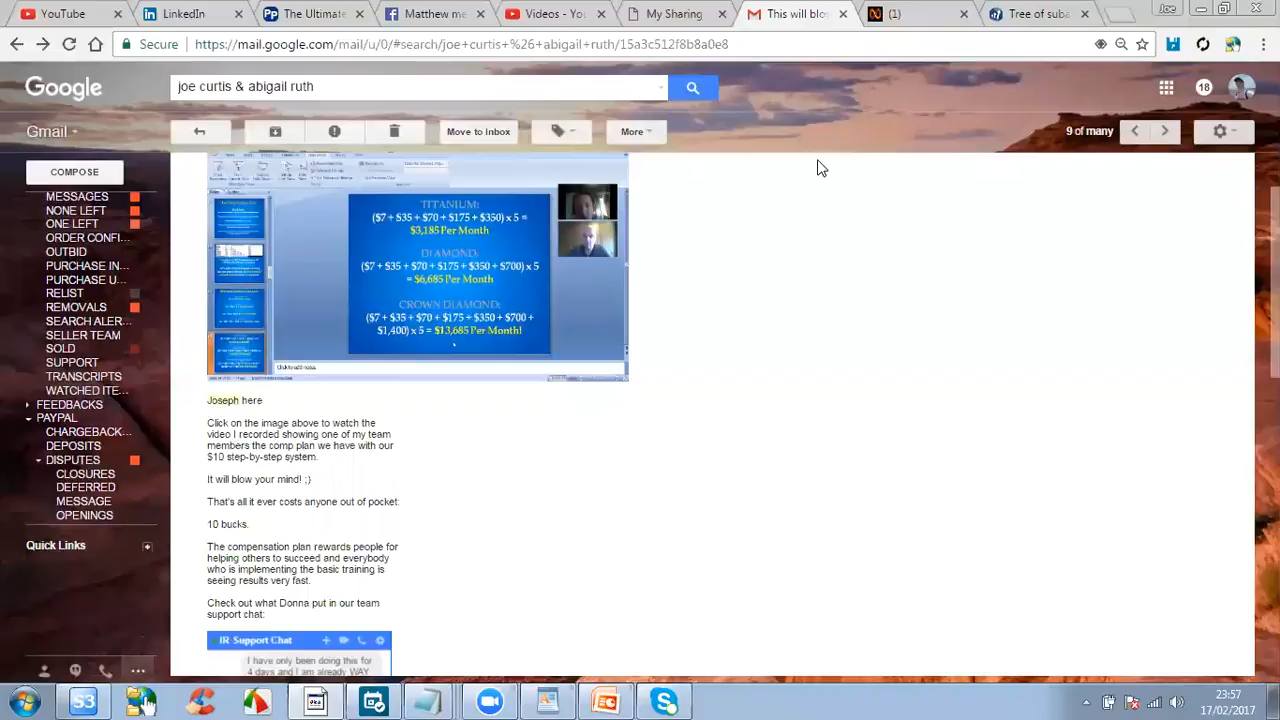 YouTube
LinkedIn
The Ultimate
Matthew me
Videos - You
My Sharing
This will blo
(1)
Tree of suba
Joe
Secure
https://mail.google.com/mail/u/0/#search/joe+curtis+%26+abigail+ruth/15a3c512f8b8a0e8
Google
joe curtis & abigail ruth
18
Gmail
Move to Inbox
More
9 of many
OSE
MESSAGES
NONE LEFT
ONE LEFT
ORDER CONFI...
OUTBID
PURCHASE IN...
PURCHASE U...
RELIST
REMOVALS
SEARCH ALER...
SELLER TEAM
SOLD
SUPPORT
TRANSCRIPTS
WATCHED ITE...
FEEDBACKS
PAYPAL
CHARGEBACK...
DEPOSITS
DISPUTES
CLOSURES
DEFERRED
MESSAGE
OPENINGS
Quick Links
TITANIUM:
($7 + $35 + $70 + $175 + $350) x 5 =
$3,185 Per Month
DIAMOND:
= $6,685 Per Month
CROWN DIAMOND:
($7 + $35 + $70 + $175 + $350 + $700 +
$1,400) x 5 = $13,685 Per Month!
Click to add notes
Joseph here
Click on the image above to watch the
video I recorded showing one of my team
members the comp plan we have with our
$10 step-by-step system.
It will blow your mind! ;)
That's all it ever costs anyone out of pocket:
10 bucks.
The compensation plan rewards people for
helping others to succeed and everybody
who is implementing the basic training is
seeing results very fast.
Check out what Donna put in our team
support chat:
IR Support Chat
I have only been doing this for
4 days and I am already WAY
23:57
17/02/2017